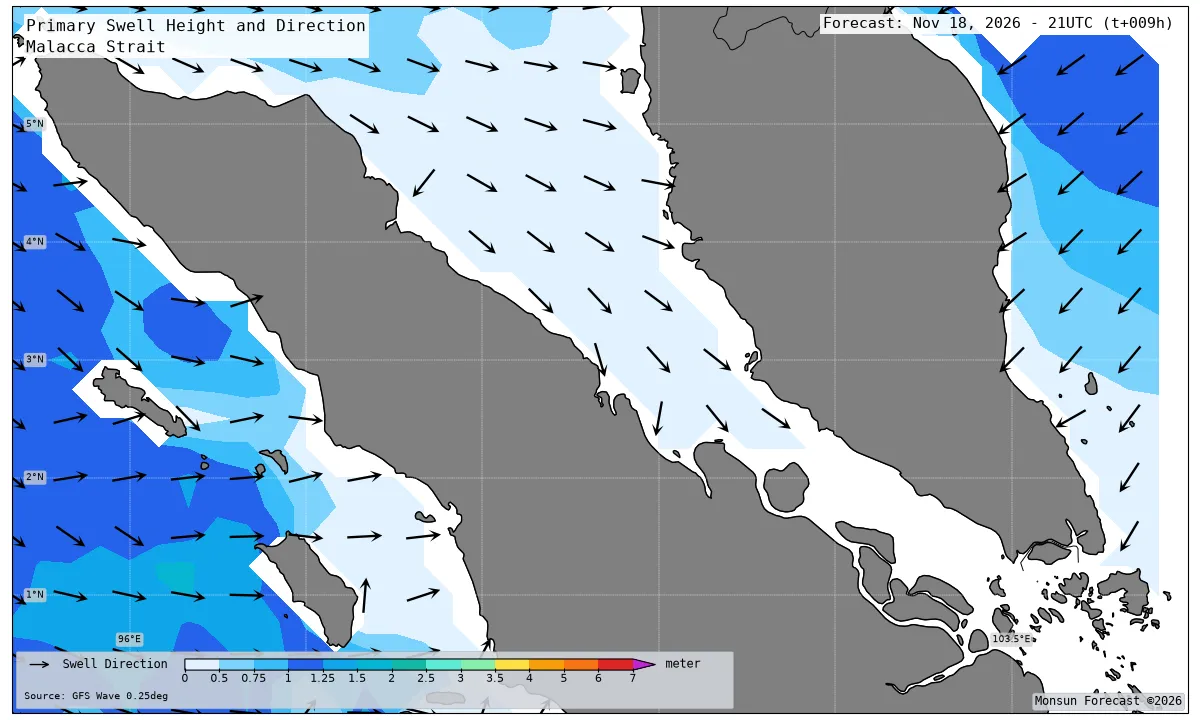 Primary Swell Height and Direction
Malacca Strait
Forecast: Nov 18, 2026 - 21UTC (t+009h)
5°N
4°N
3°N
2°N
1°N
96°E
103.5°E
Swell Direction
0 0.5 0.75 1 1.25 1.5 2 2.5 3 3.5 4 5 6 7
meter
Source: GFS Wave 0.25deg
Monsun Forecast ©2026